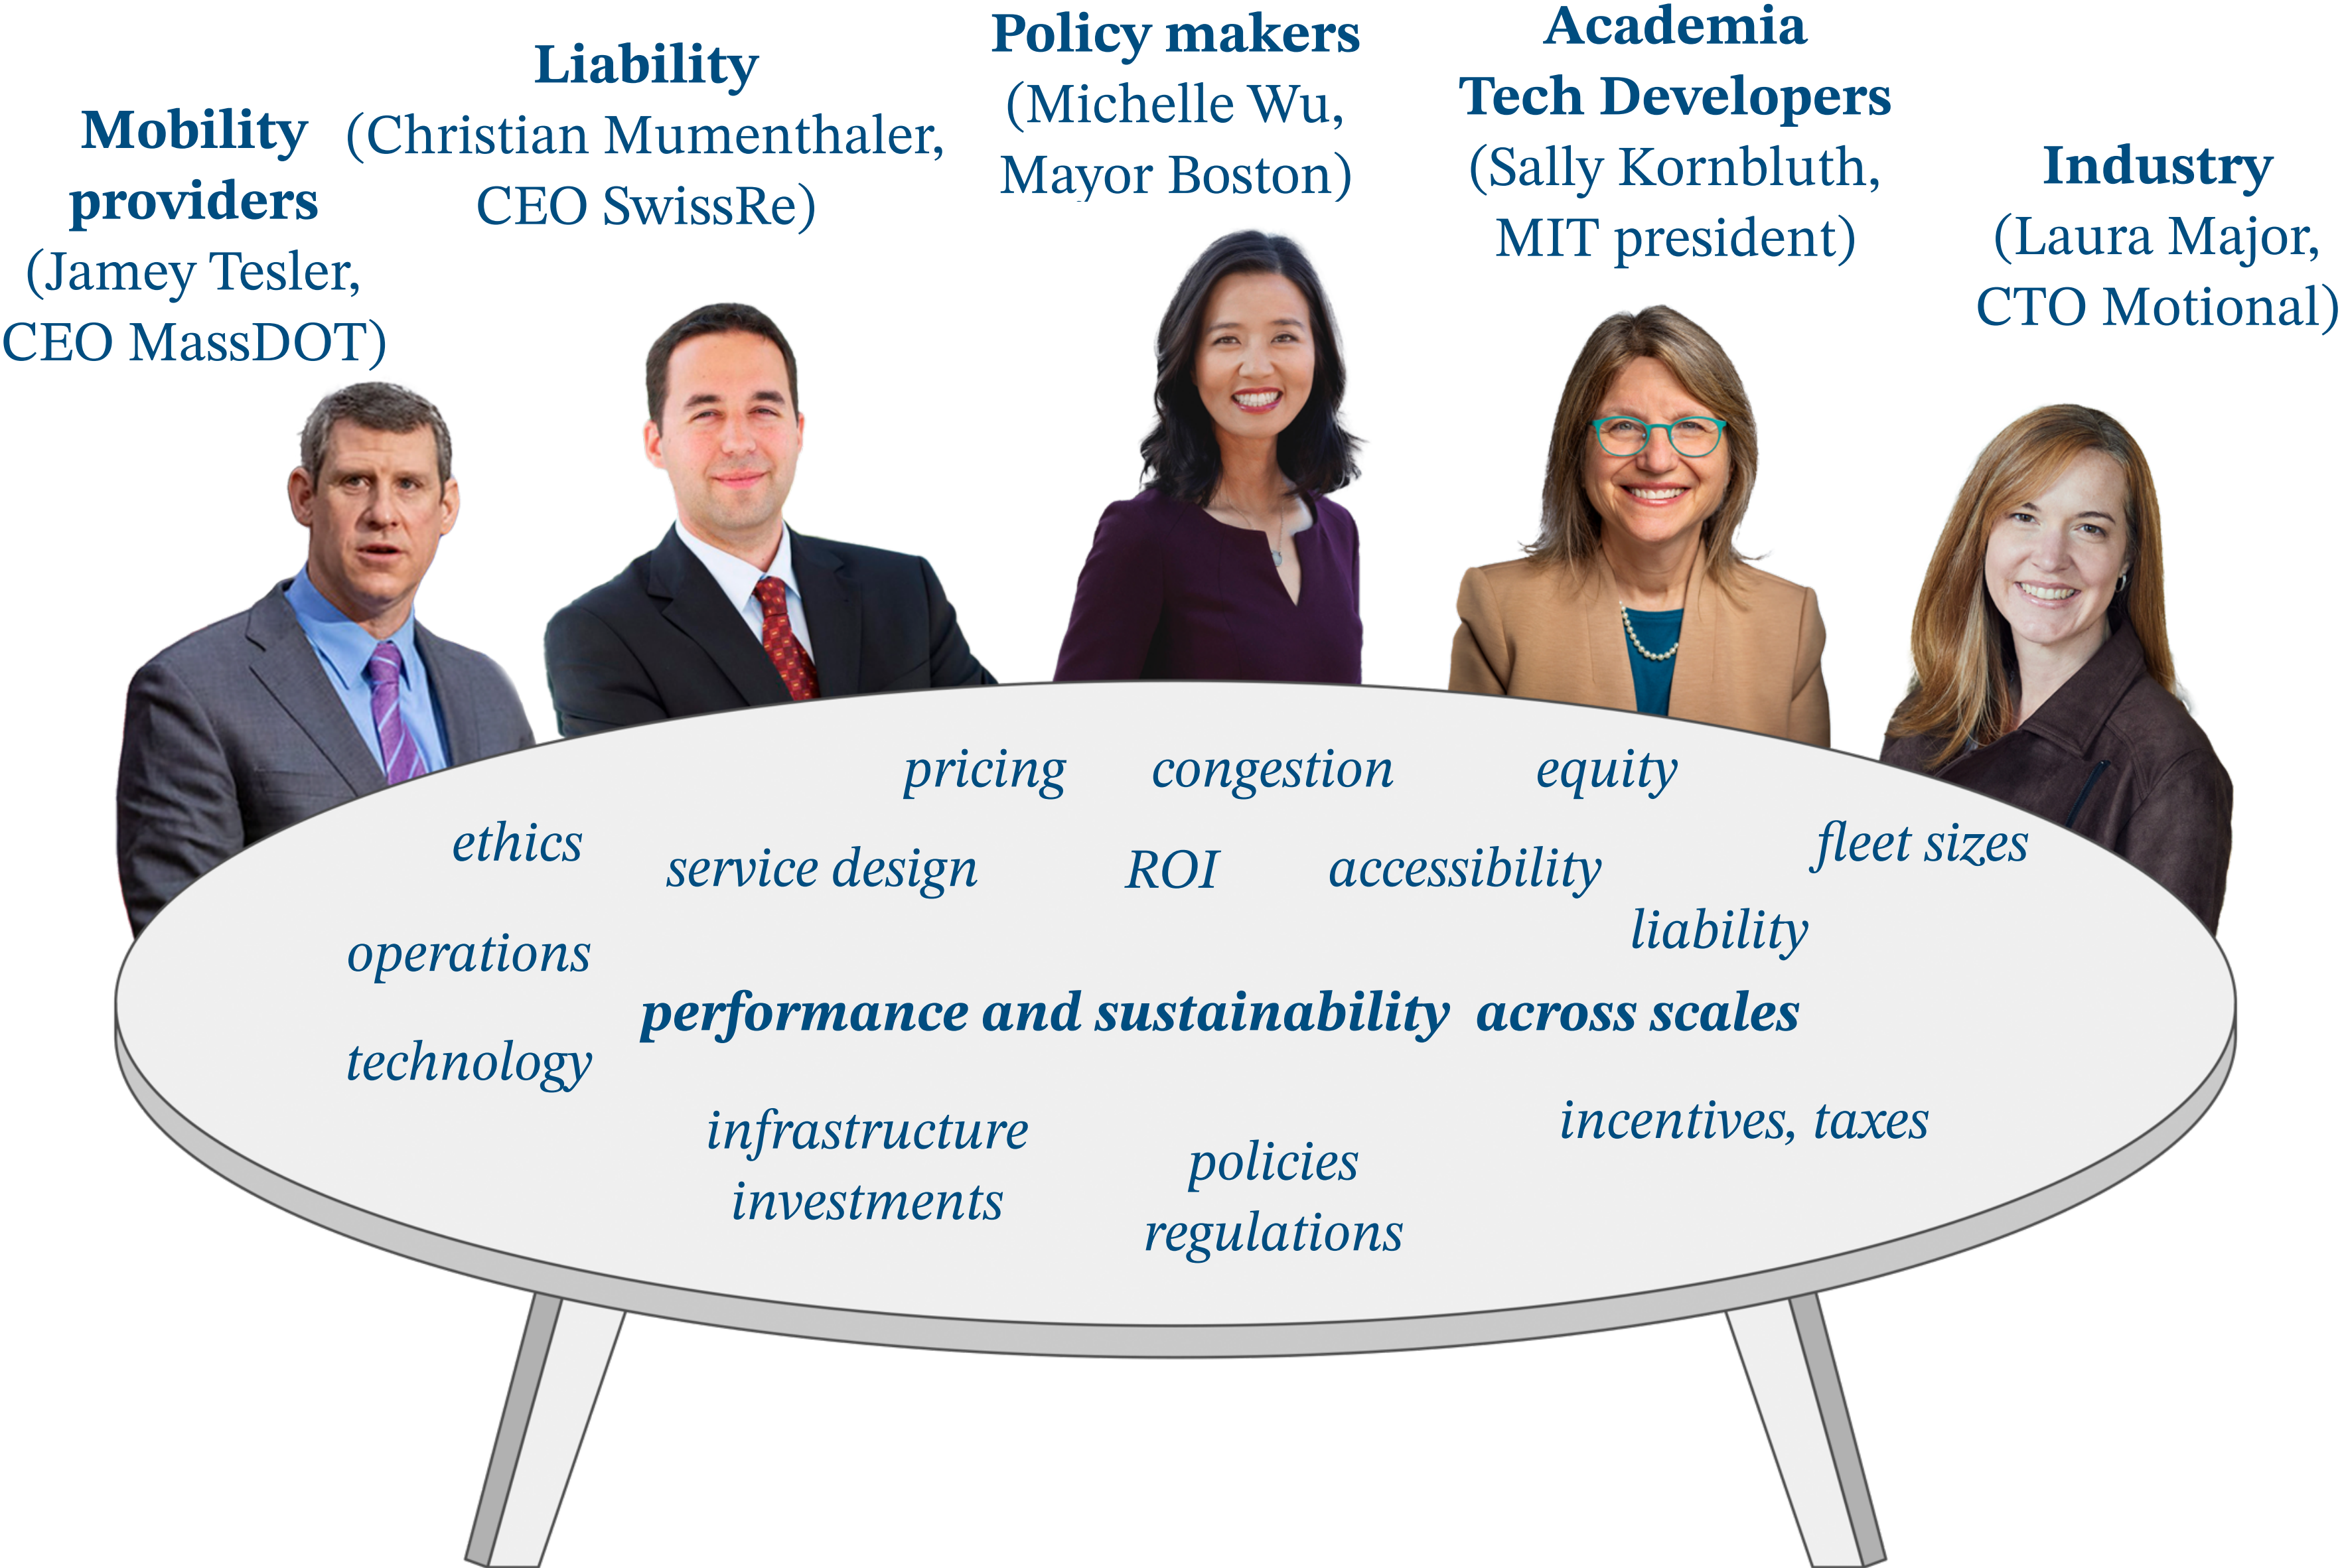 Mobility
providers
(Jamey Tesler,
CEO MassDOT)
Liability
(Christian Mumenthaler,
CEO SwissRe)
Policy makers
(Michelle Wu,
Mayor Boston)
Academia
Tech Developers
(Sally Kornbluth,
MIT president)
Industry
(Laura Major,
CTO Motional)
pricing congestion equity
ethics service design ROI accessibility fleet sizes
operations liability
performance and sustainability across scales
technology
infrastructure
investments
policies
regulations
incentives, taxes